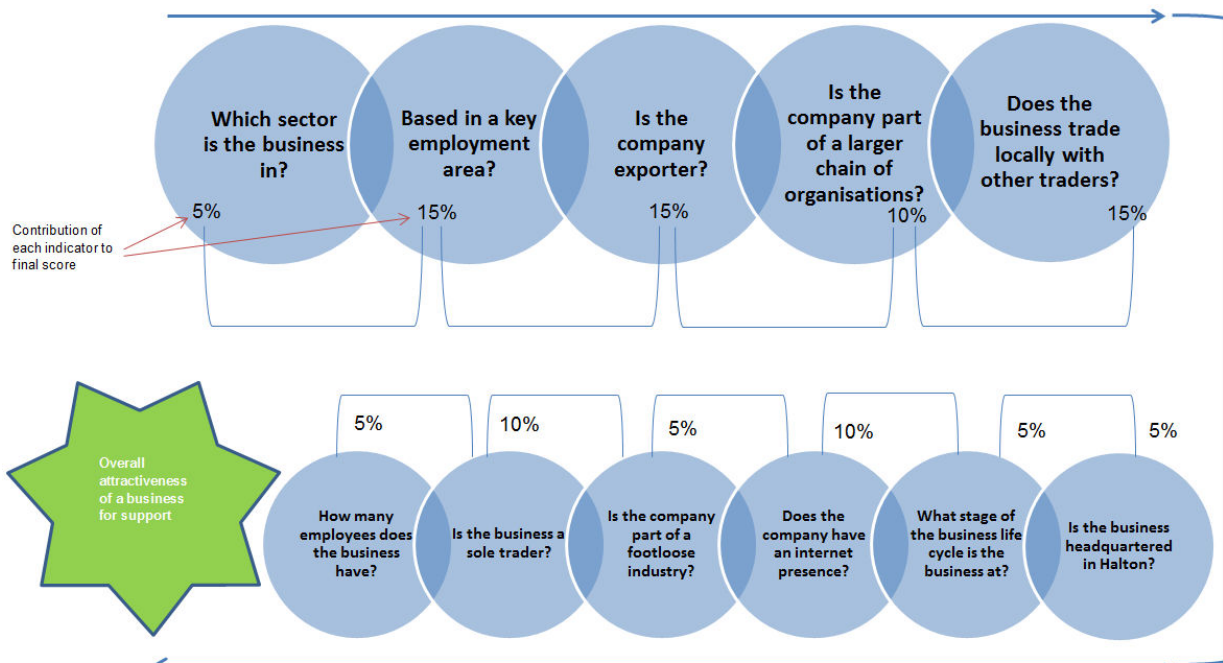 Which sector
is the business
in?
Based in a key
employment
area?
Is the
company
exporter?
Is the
company part
of a larger
chain of
organisations?
Does the
business trade
locally with
other traders?
5%
15%
15%
10%
15%
Contribution of
each indicator to
final score
5%
10%
5%
10%
5%
5%
Overall
attractiveness
of a business
for support
How many
employees does
the business
have?
Is the business a
sole trader?
Is the company
part of a
footloose
industry?
Does the
company have
an internet
presence?
What stage of
the business life
cycle is the
business at?
Is the business
headquartered
in Halton?